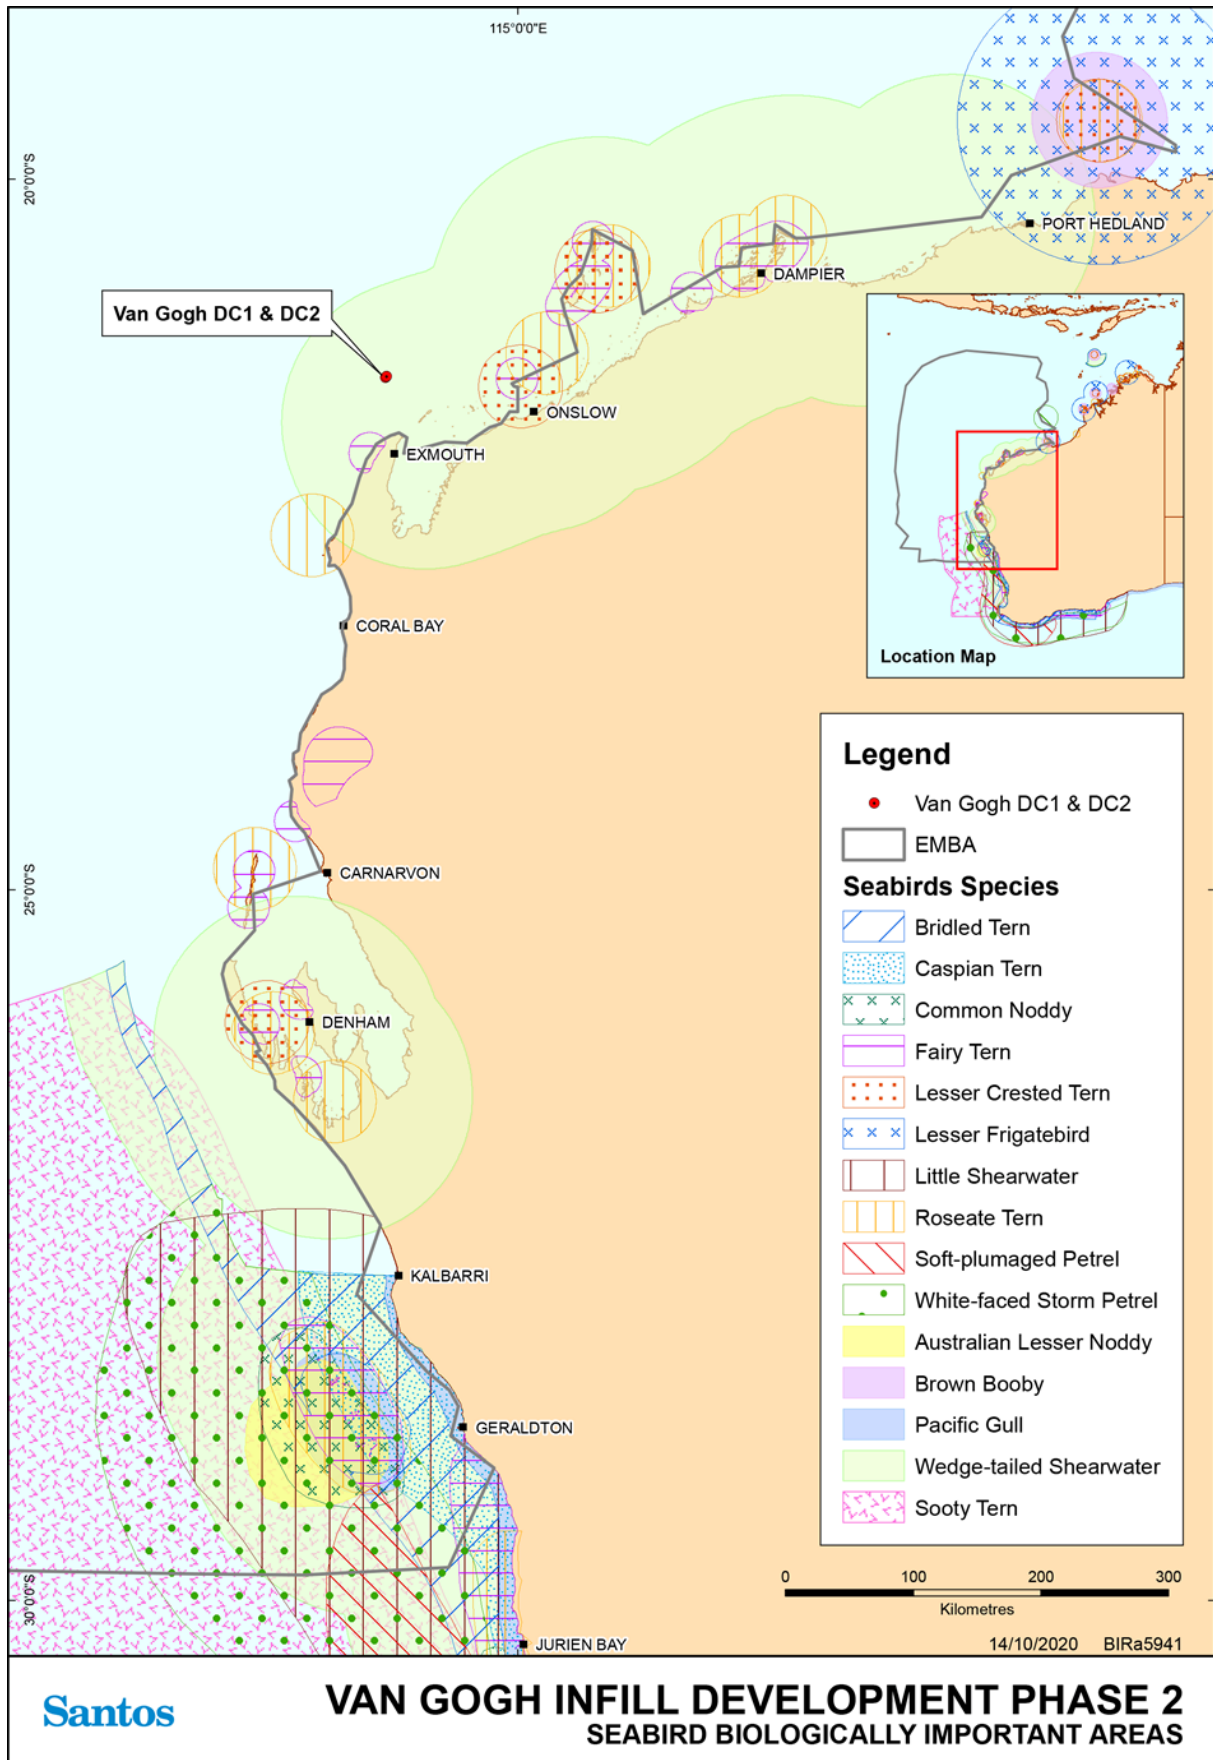 115°0'0"E
20°0'0"S
PORT HEDLAND
DAMPIER
Van Gogh DC1 & DC2
ONSLOW
EXMOUTH
CORAL BAY
Location Map
CARNARVON
25°0'0"S
DENHAM
KALBARRI
GERALDTON
30°0'0"S
JURIEN BAY
Legend
Van Gogh DC1 & DC2
EMBA
Seabirds Species
Bridled Tern
Caspian Tern
Common Noddy
Fairy Tern
Lesser Crested Tern
Lesser Frigatebird
Little Shearwater
Roseate Tern
Soft-plumaged Petrel
White-faced Storm Petrel
Australian Lesser Noddy
Brown Booby
Pacific Gull
Wedge-tailed Shearwater
Sooty Tern
0 100 200 300
Kilometres
14/10/2020 BIRa5941
Santos
VAN GOGH INFILL DEVELOPMENT PHASE 2
SEABIRD BIOLOGICALLY IMPORTANT AREAS